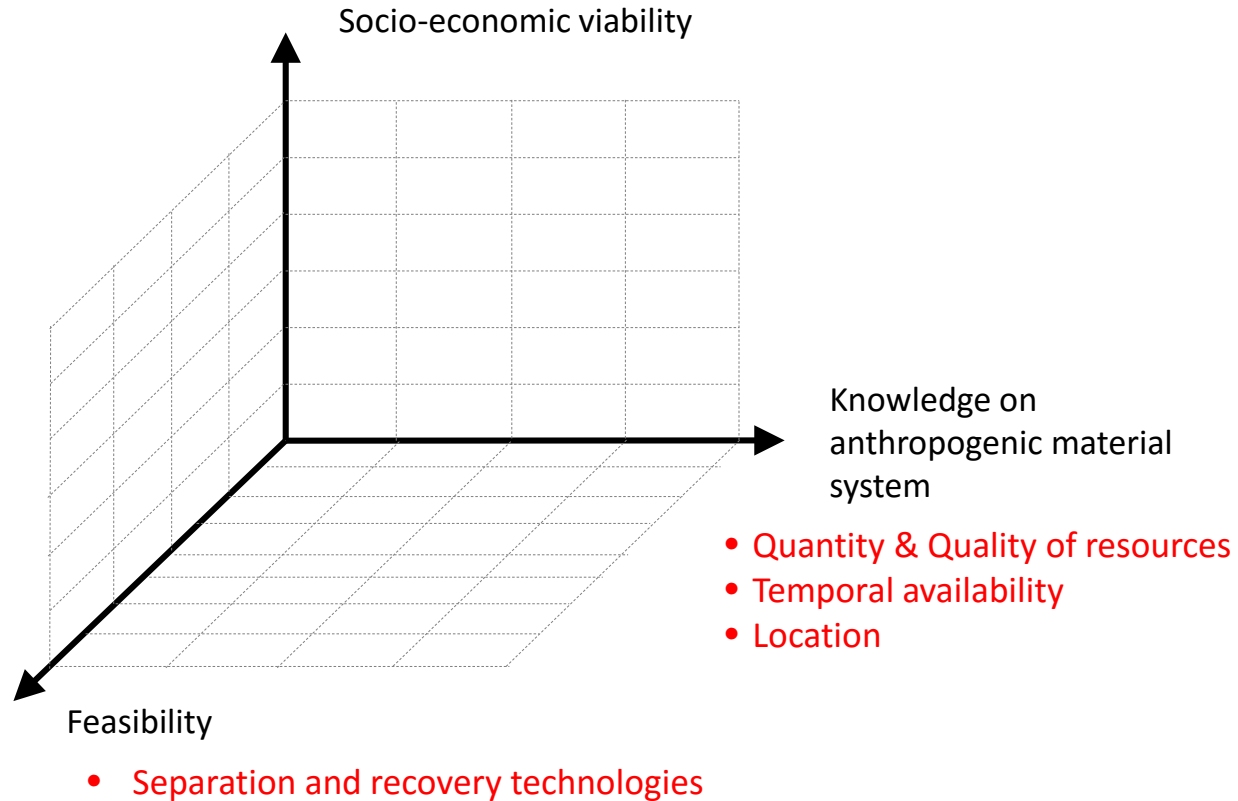 Socio-economic viability
Knowledge on
anthropogenic material
system
• Quantity & Quality of resources
• Temporal availability
• Location
Feasibility
• Separation and recovery technologies